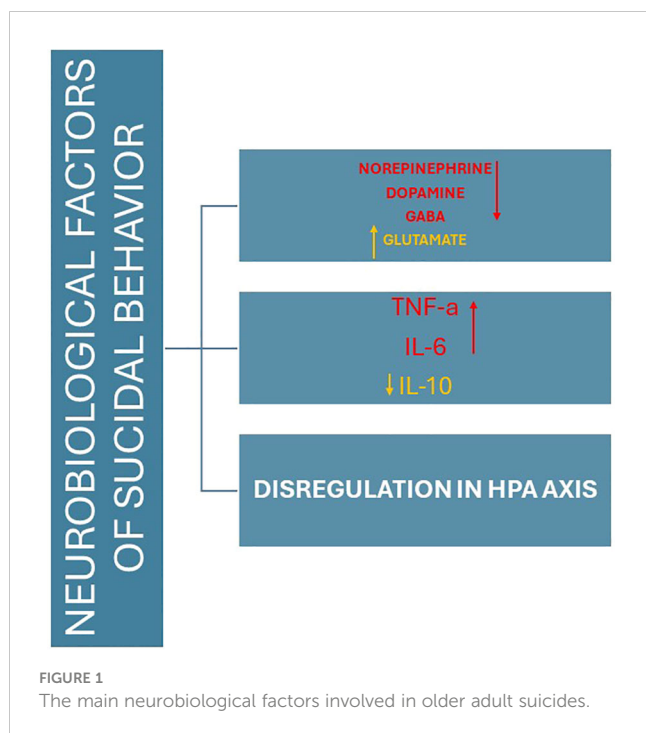 NEUROBIOLOGICAL FACTORS
OF SUCIDAL BEHAVIOR
NOREPINEPHRINE
DOPAMINE
GABA
GLUTAMATE
TNF-a
IL-6
IL-10
DISREGULATION IN HPA AXIS
FIGURE 1
The main neurobiological factors involved in older adult suicides.